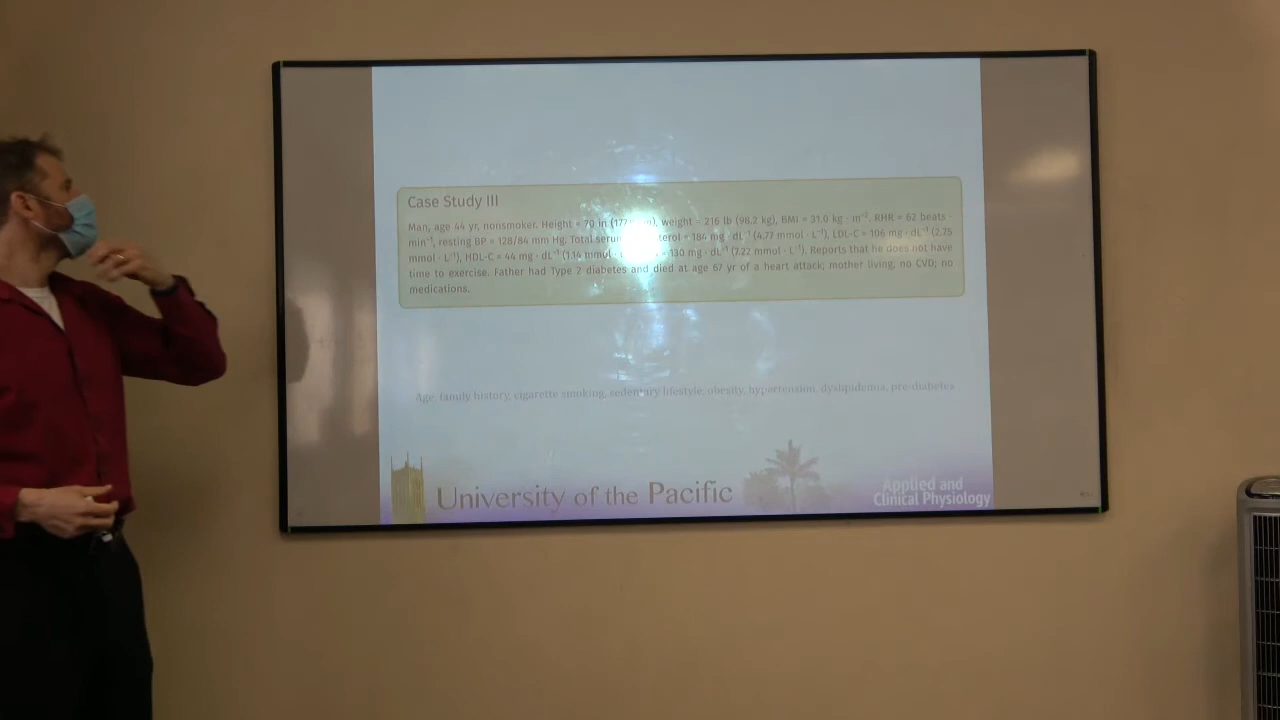 Case Study III
Man, age 44 yr, nonsmoker. Height = 70 in (177 m), weight = 216 lb (98.2 kg), BMI = 31.0 kg · m⁻², RHR = 62 beats ·
min⁻¹, resting BP = 128/84 mm Hg. Total serum = 184 mg · dL⁻¹ (4.77 mmol · L⁻¹), LDL-C = 106 mg · dL⁻¹ (2.75
mmol · L⁻¹), HDL-C = 44 mg · dL⁻¹ (1.14 mmol · = 130 mg · dL⁻¹ (7.22 mmol · L⁻¹). Reports that he does not have
time to exercise. Father had Type 2 diabetes and died at age 67 yr of a heart attack; mother living, no CVD; no
medications.
Age, family history, cigarette smoking, sedentary lifestyle, obesity, hypertension, dyslipidemia, pre-diabetes
University of the Pacific
Applied and
Clinical Physiology